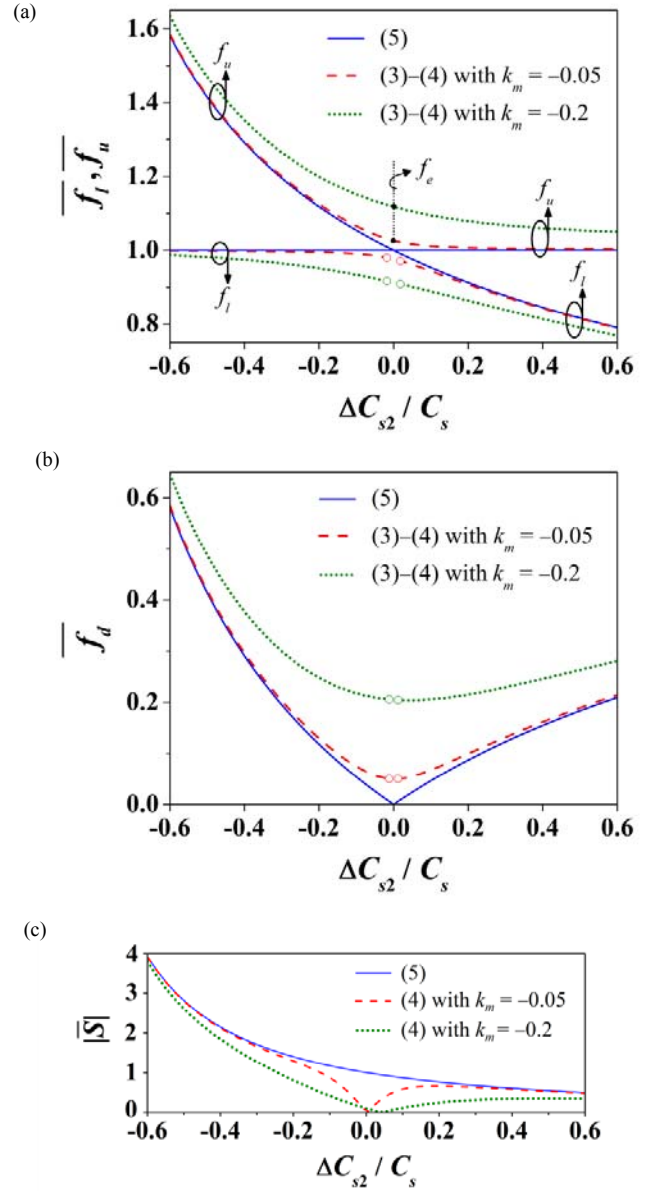 (a)
1.6
1.4
1.2
1.0
0.8
f_l, f_u
(5)
(3)–(4) with k_m = –0.05
(3)–(4) with k_m = –0.2
f_u
f_e
f_u
f_l
f_l
-0.6 -0.4 -0.2 0.0 0.2 0.4 0.6
ΔC_s2 / C_s
(b)
0.6
0.4
0.2
0.0
f_d
(5)
(3)–(4) with k_m = –0.05
(3)–(4) with k_m = –0.2
-0.6 -0.4 -0.2 0.0 0.2 0.4 0.6
ΔC_s2 / C_s
(c)
4
3
2
1
0
|S̅|
(5)
(4) with k_m = –0.05
(4) with k_m = –0.2
-0.6 -0.4 -0.2 0.0 0.2 0.4 0.6
ΔC_s2 / C_s